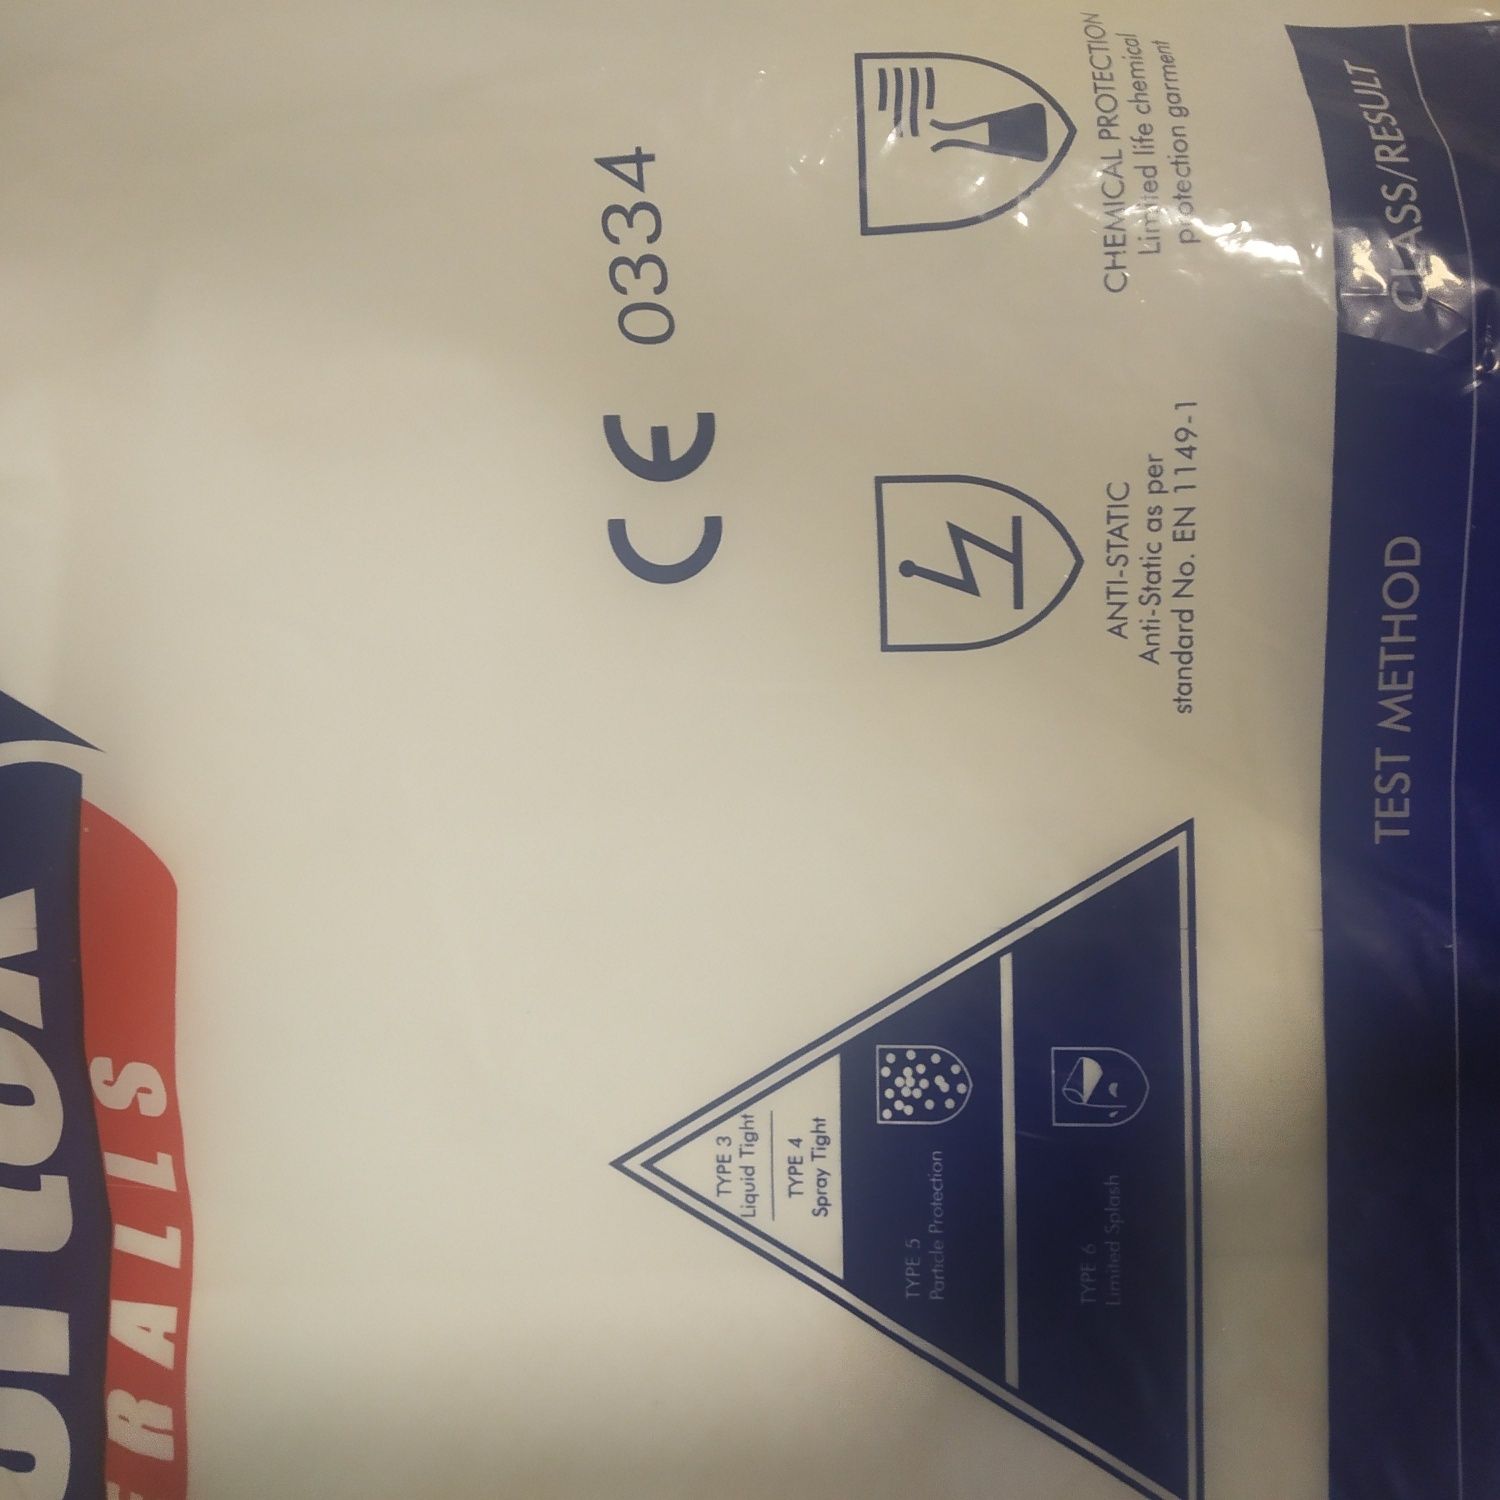 RALLS
CE 0334
TYPE 3
Liquid Tight
TYPE 4
Spray Tight
TYPE 5
Particle Protection
TYPE 6
Limited Splash
ANTI-STATIC
Anti-Static as per
standard No. EN 1149-1
CHEMICAL PROTECTION
Limited life chemical
protection garment
TEST METHOD
CLASS/RESULT